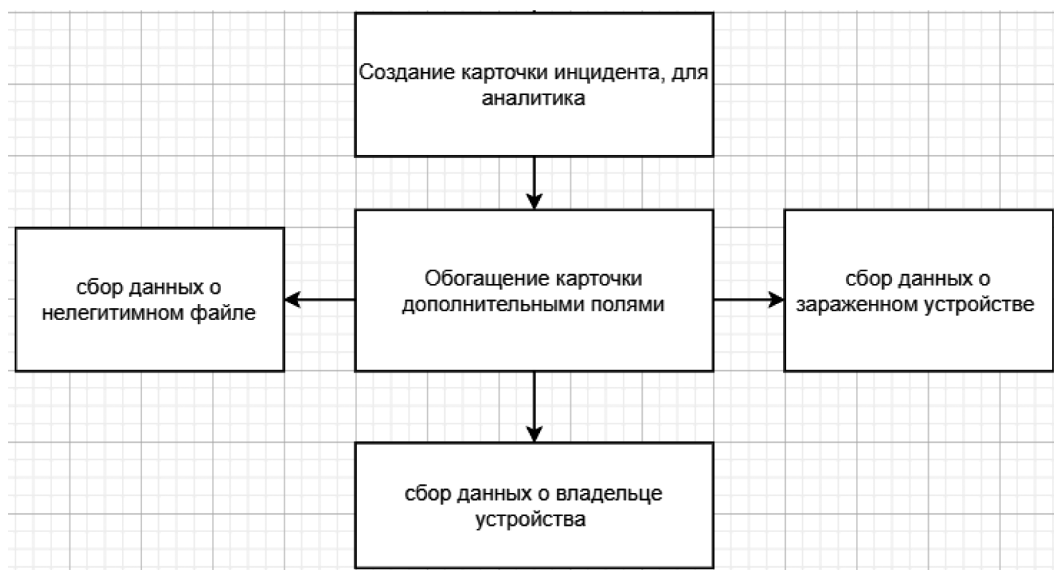 Создание карточки инцидента, для
аналитика
сбор данных о
нелегитимном файле
Обогащение карточки
дополнительными полями
сбор данных о
зараженном устройстве
сбор данных о владельце
устройства